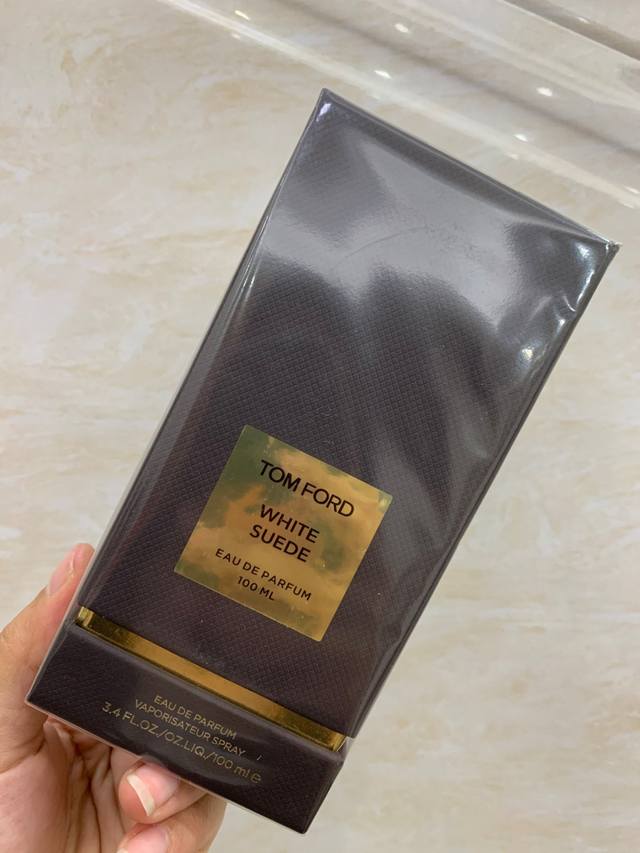 TOM FORD
WHITE
SUEDE
EAU DE PARFUM
100 ML
EAU DE PARFUM
VAPORISATEUR SPRAY
3.4 FL.OZ./OZ.LIQ./100 ml ℮